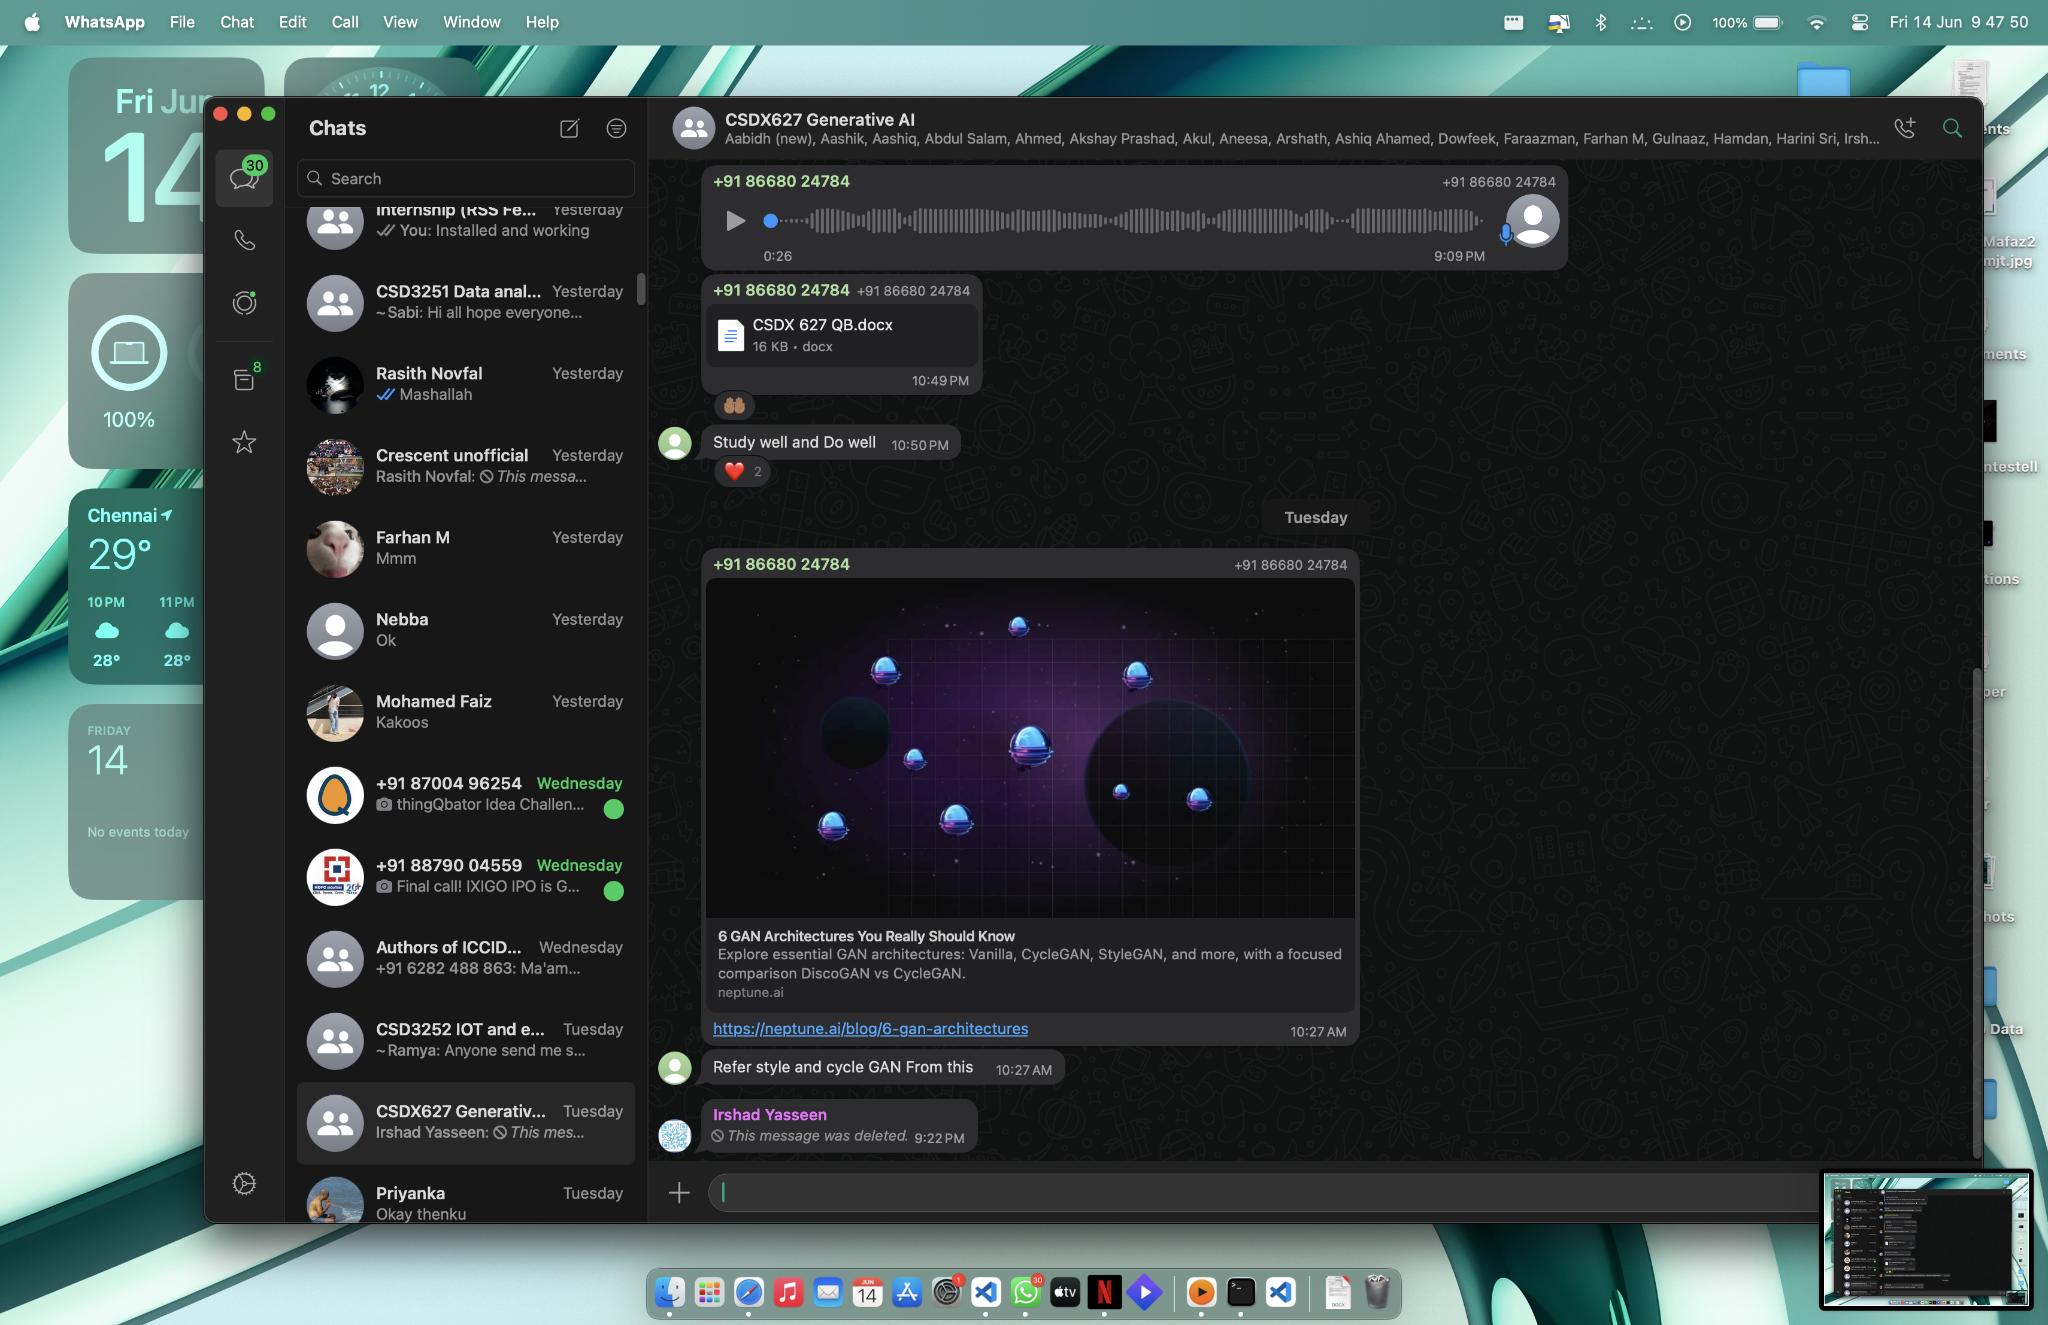 WhatsApp File Chat Edit Call View Window Help
100% Fri 14 Jun 9 47 50
Fri Jun
14
12
100%
Chennai
29°
10 PM 11 PM
28° 28°
FRIDAY
14
No events today
30
8
Chats
Search
Internship (RSS Fe... Yesterday
You: Installed and working
CSD3251 Data anal... Yesterday
~Sabi: Hi all hope everyone...
Rasith Novfal Yesterday
Mashallah
Crescent unofficial Yesterday
Rasith Novfal: This messa...
Farhan M Yesterday
Mmm
Nebba Yesterday
Ok
Mohamed Faiz Yesterday
Kakoos
+91 87004 96254 Wednesday
thingQbator Idea Challen...
+91 88790 04559 Wednesday
Final call! IXIGO IPO is G...
Authors of ICCID... Wednesday
+91 6282 488 863: Ma'am...
CSD3252 IOT and e... Tuesday
~Ramya: Anyone send me s...
CSDX627 Generativ... Tuesday
Irshad Yasseen: This mes...
Priyanka Tuesday
Okay thenku
CSDX627 Generative AI
Aabidh (new), Aashik, Aashiq, Abdul Salam, Ahmed, Akshay Prashad, Akul, Aneesa, Arshath, Ashiq Ahamed, Dowfeek, Faraazman, Farhan M, Gulnaaz, Hamdan, Harini Sri, Irsh...
+91 86680 24784 +91 86680 24784
0:26 9:09 PM
+91 86680 24784 +91 86680 24784
CSDX 627 QB.docx
16 KB • docx
10:49 PM
Study well and Do well 10:50 PM
2
Tuesday
+91 86680 24784 +91 86680 24784
6 GAN Architectures You Really Should Know
Explore essential GAN architectures: Vanilla, CycleGAN, StyleGAN, and more, with a focused
comparison DiscoGAN vs CycleGAN.
neptune.ai
https://neptune.ai/blog/6-gan-architectures 10:27 AM
Refer style and cycle GAN From this 10:27 AM
Irshad Yasseen
This message was deleted. 9:22 PM
ents
Mafaz2
mjt.jpg
ments
ntestell
tions
per
r
hots
Data
JUN
14
1
30
tv
N
DOCX